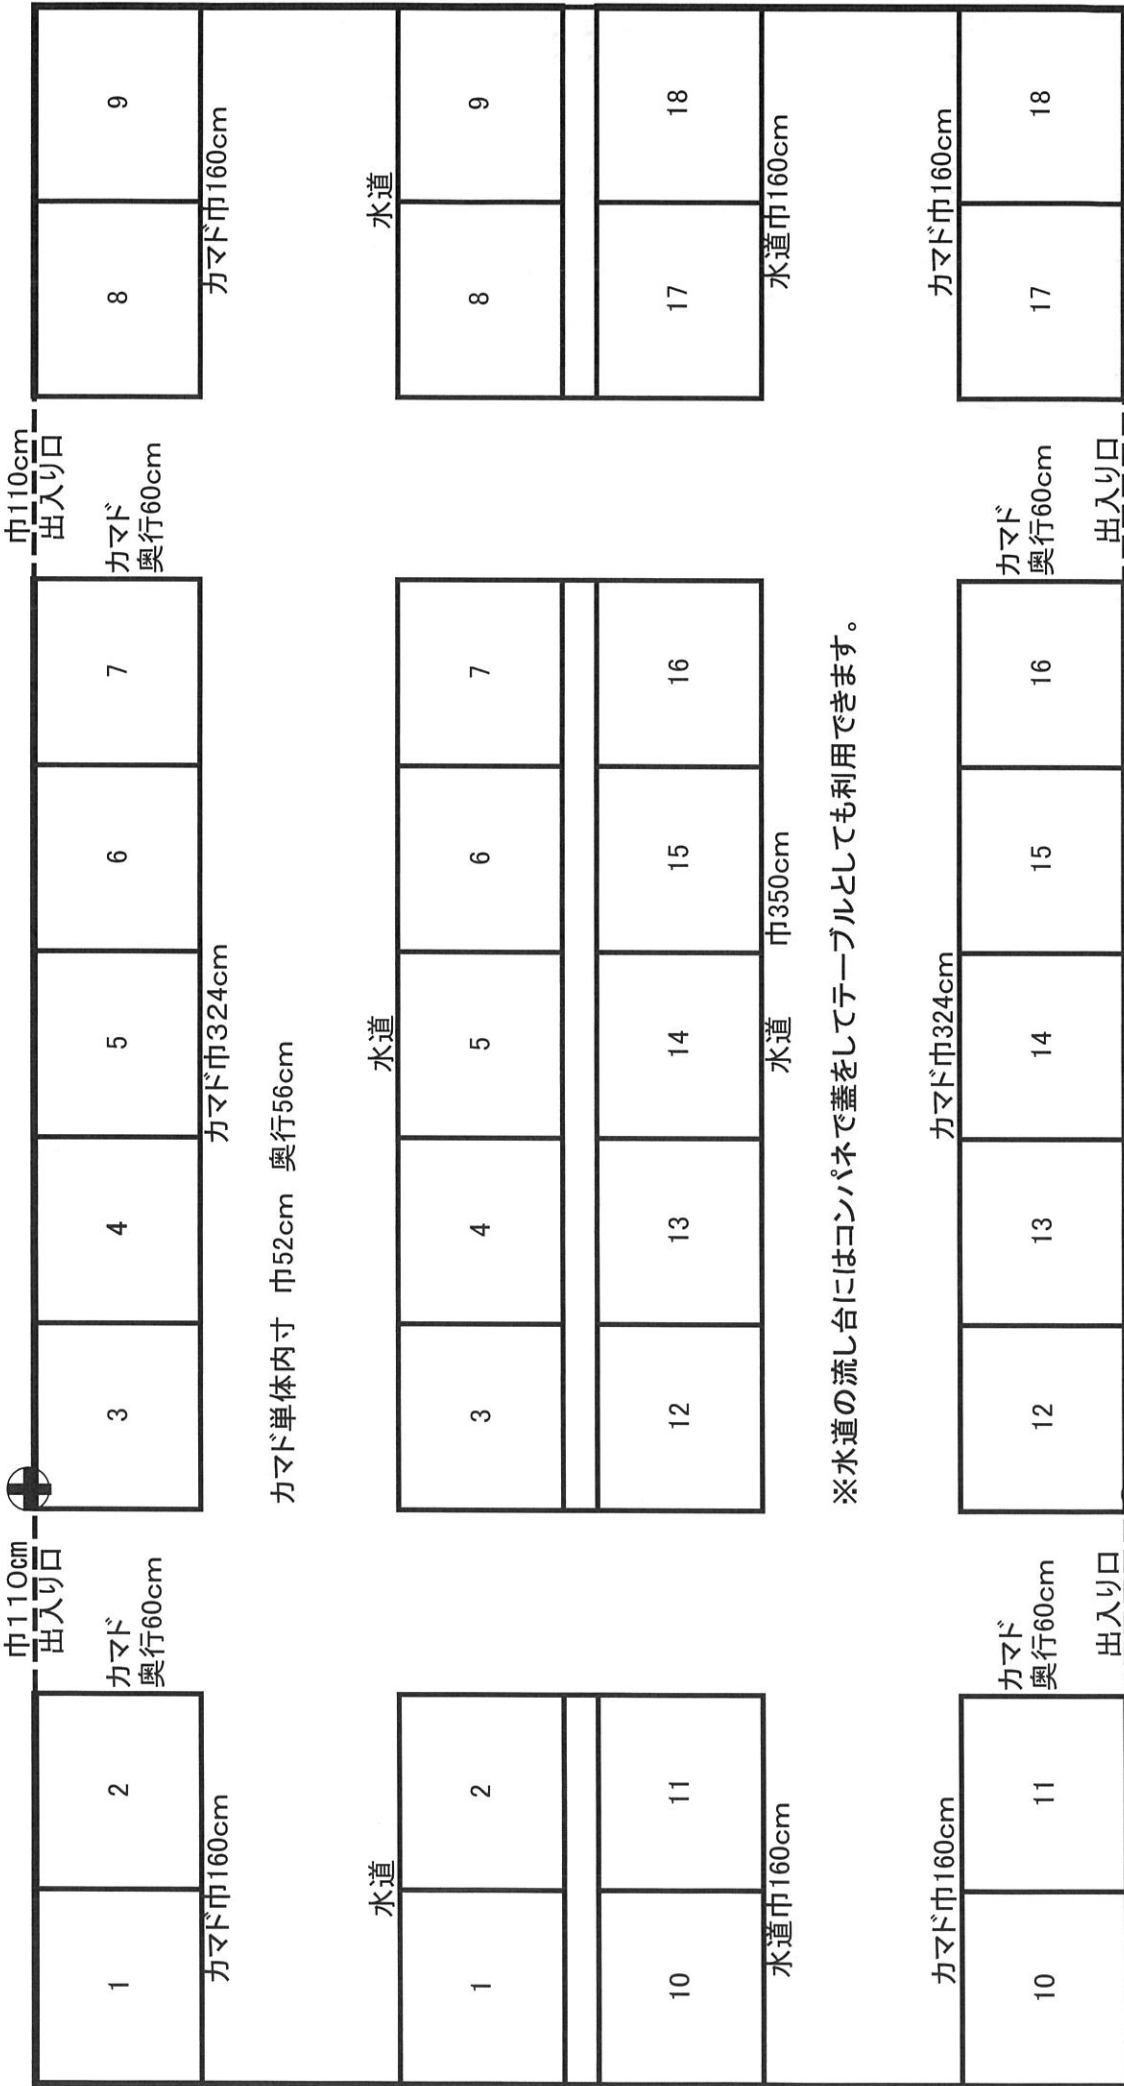 巾110cm
出入り口
巾110cm
出入り口
1
2
3
4
5
6
7
8
9
カマド
奥行60cm
カマド
奥行60cm
カマド巾160cm
カマド巾324cm
カマド巾160cm
カマド単体内寸 巾52cm 奥行56cm
水道
水道
水道
1
2
3
4
5
6
7
8
9
10
11
12
13
14
15
16
17
18
水道巾160cm
水道 巾350cm
水道巾160cm
※水道の流し台にはコンパネで蓋をしてテーブルとしても利用できます。
カマド巾160cm
カマド巾324cm
カマド巾160cm
10
11
カマド
奥行60cm
12
13
14
15
16
カマド
奥行60cm
17
18
出入り口
出入り口